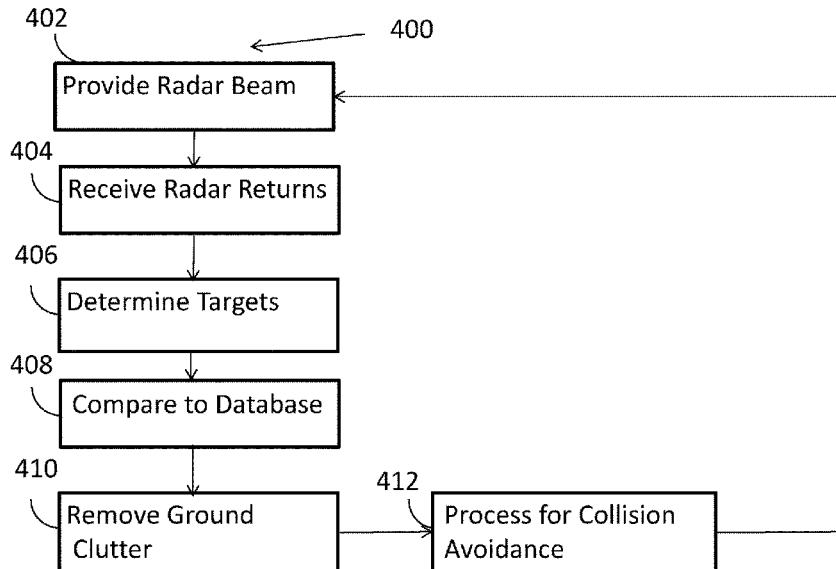 402
400
Provide Radar Beam
404
Receive Radar Returns
406
Determine Targets
408
Compare to Database
410
Remove Ground
Clutter
412
Process for Collision
Avoidance